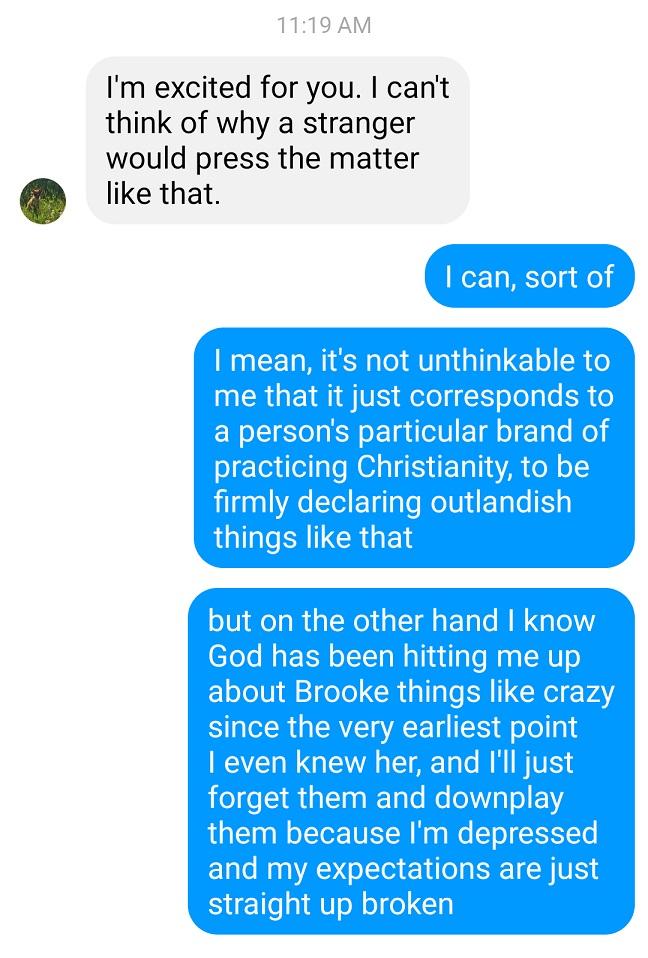 11:19 AM
I'm excited for you. I can't
think of why a stranger
would press the matter
like that.
I can, sort of
I mean, it's not unthinkable to
me that it just corresponds to
a person's particular brand of
practicing Christianity, to be
firmly declaring outlandish
things like that
but on the other hand I know
God has been hitting me up
about Brooke things like crazy
since the very earliest point
I even knew her, and I'll just
forget them and downplay
them because I'm depressed
and my expectations are just
straight up broken